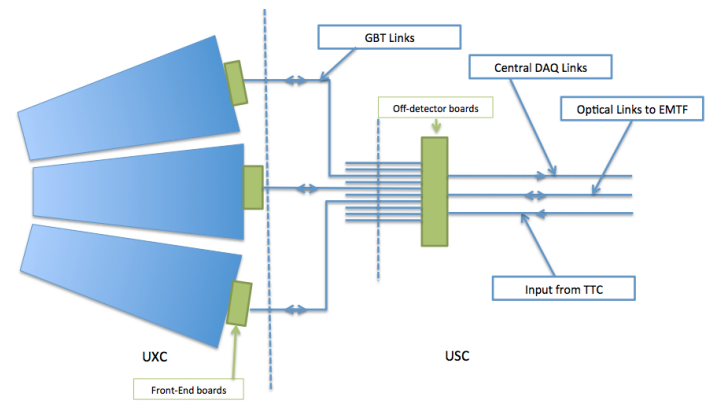 GBT Links
Central DAQ Links
Off-detector boards
Optical Links to EMTF
Input from TTC
UXC
USC
Front-End boards